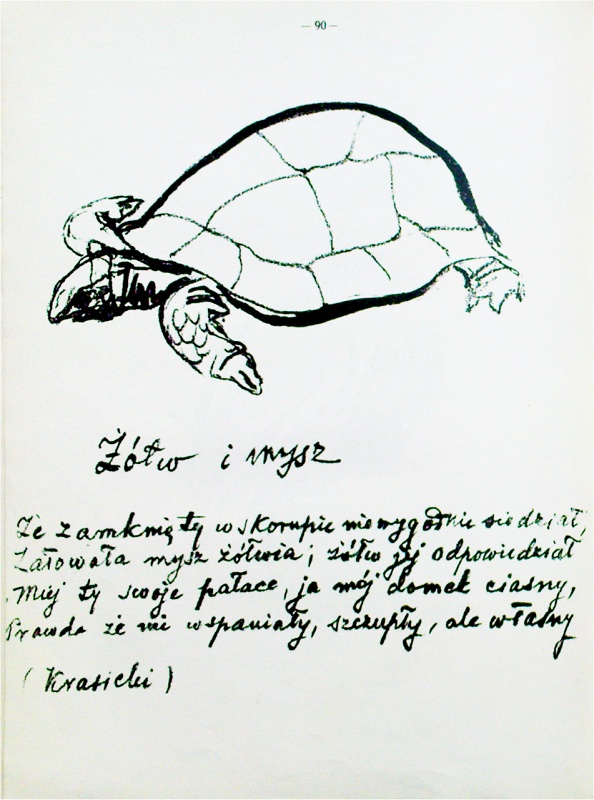 — 90 —
Żółw i mysz
Że zamknięty w skorupie niewygodnie siedział,
Żałowała mysz żółwia; żółw jej odpowiedział
Miej ty swoje pałace, ja mój domek ciasny,
Prawda że nie wspaniały, szczupły, ale własny
(Krasicki)